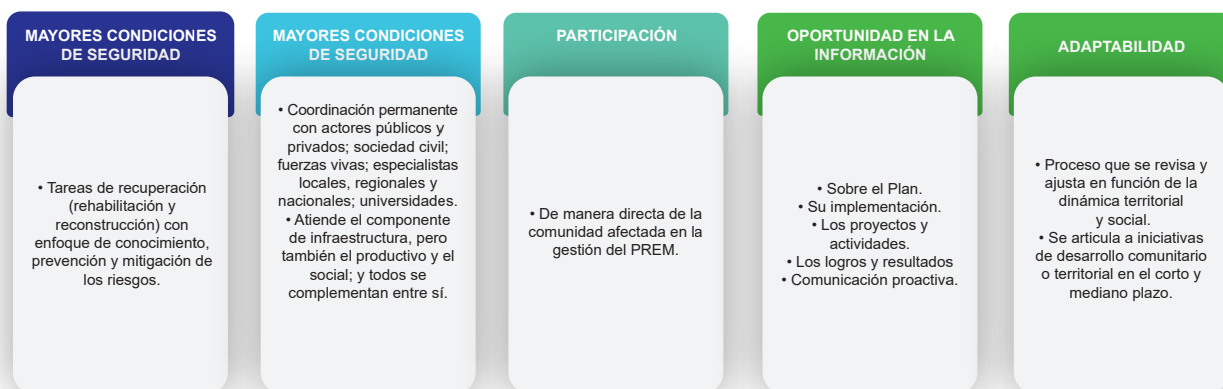 MAYORES CONDICIONES
DE SEGURIDAD
• Tareas de recuperación
(rehabilitación y
reconstrucción) con
enfoque de conocimiento,
prevención y mitigación de
los riesgos.
MAYORES CONDICIONES
DE SEGURIDAD
• Coordinación permanente
con actores públicos y
privados; sociedad civil;
fuerzas vivas; especialistas
locales, regionales y
nacionales; universidades.
• Atiende el componente
de infraestructura, pero
también el productivo y el
social; y todos se
complementan entre sí.
PARTICIPACIÓN
• De manera directa de la
comunidad afectada en la
gestión del PREM.
OPORTUNIDAD EN LA
INFORMACIÓN
• Sobre el Plan.
• Su implementación.
• Los proyectos y
actividades.
• Los logros y resultados
• Comunicación proactiva.
ADAPTABILIDAD
• Proceso que se revisa y
ajusta en función de la
dinámica territorial
y social.
• Se articula a iniciativas
de desarrollo comunitario
o territorial en el corto y
mediano plazo.